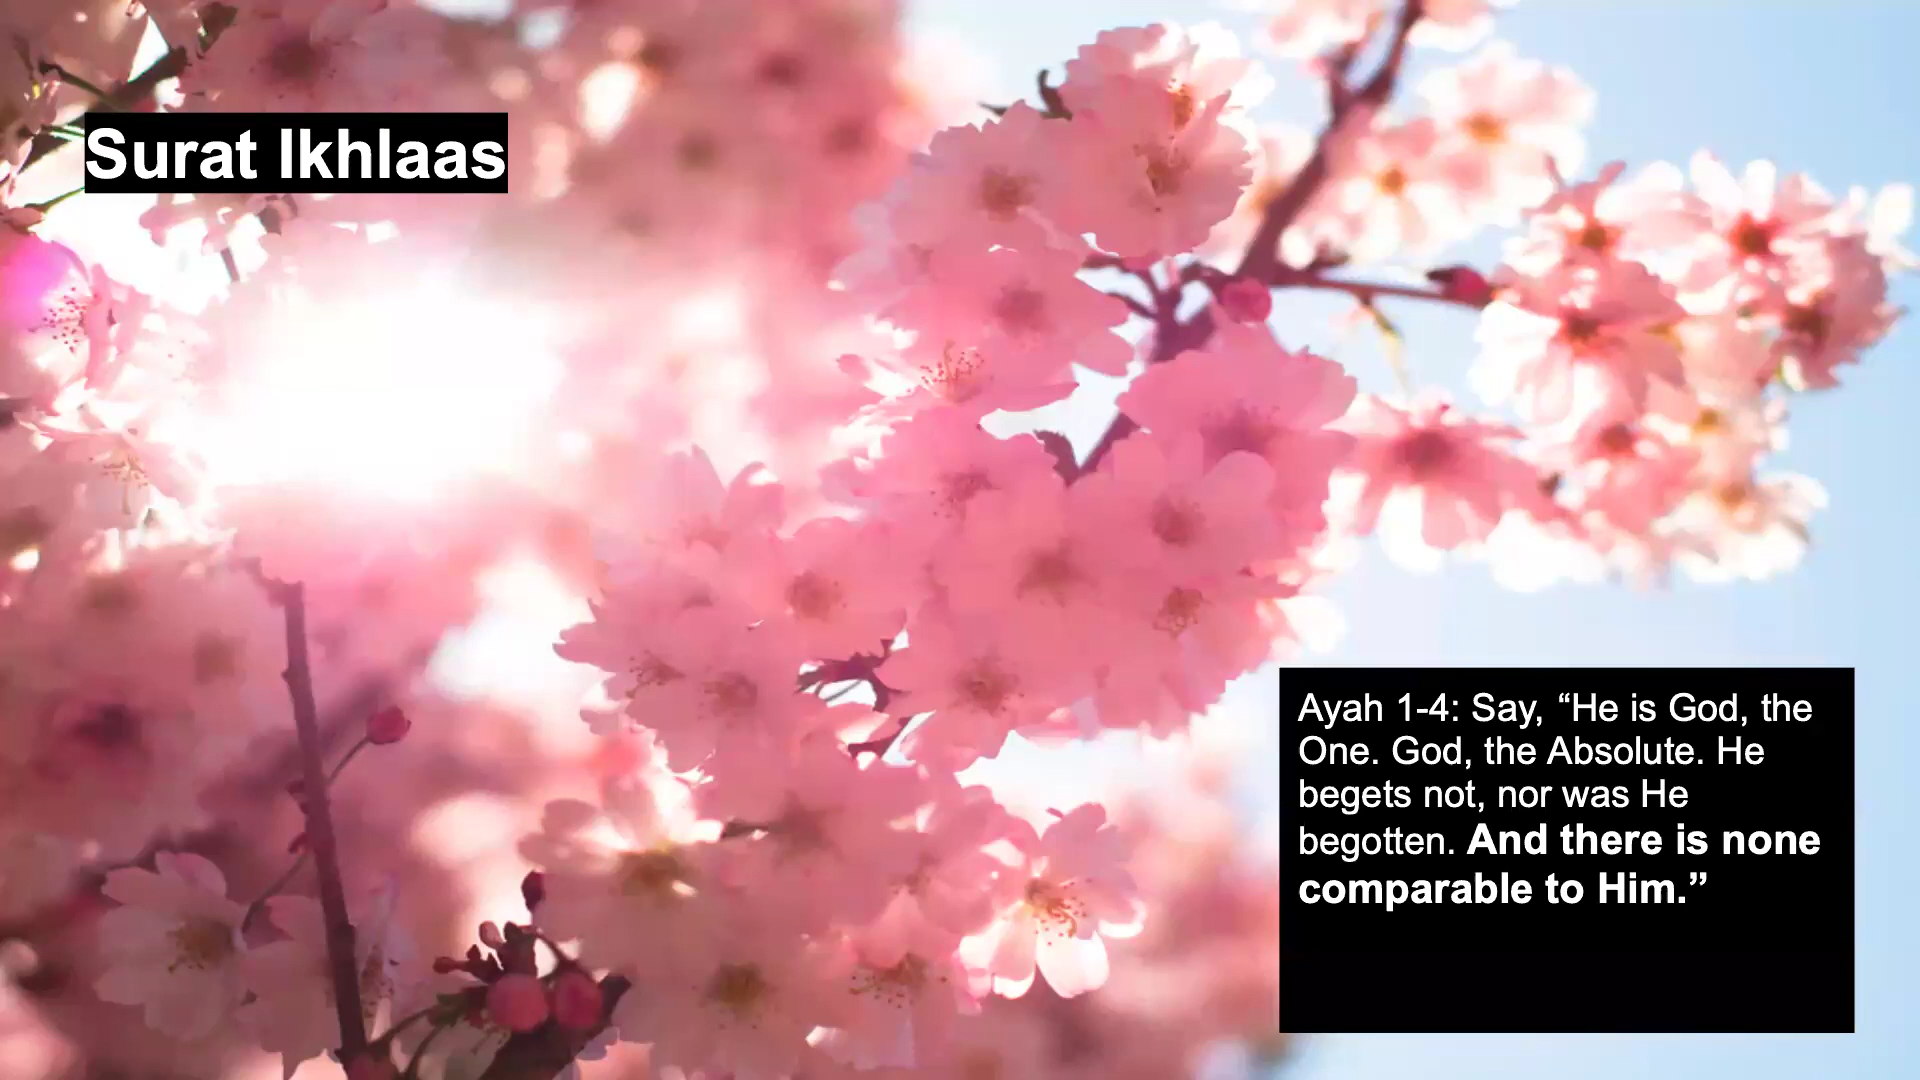 Surat Ikhlaas
Ayah 1-4: Say, “He is God, the
One. God, the Absolute. He
begets not, nor was He
begotten. And there is none
comparable to Him.”